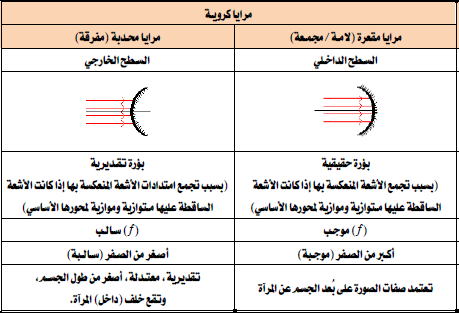 مرايا كروية
مرايا مقعرة (لامة / مجمعة)
مرايا محدبة (مفرقة)
السطح الداخلي
السطح الخارجي
بؤرة حقيقية
(بسبب تجمع الأشعة المنعكسة بها إذا كانت الأشعة
الساقطة عليها متوازية وموازية لمحورها الأساسي)
بؤرة تقديرية
(بسبب تجمع امتدادات الأشعة المنعكسة بها إذا كانت الأشعة
الساقطة عليها متوازية وموازية لمحورها الأساسي)
(f) موجب
(f) سالب
أكبر من الصفر (موجبة)
أصغر من الصفر (سالبة)
تعتمد صفات الصورة على بُعد الجسم عن المرآة
تقديرية، معتدلة، أصغر من طول الجسم،
وتقع خلف (داخل) المرآة.